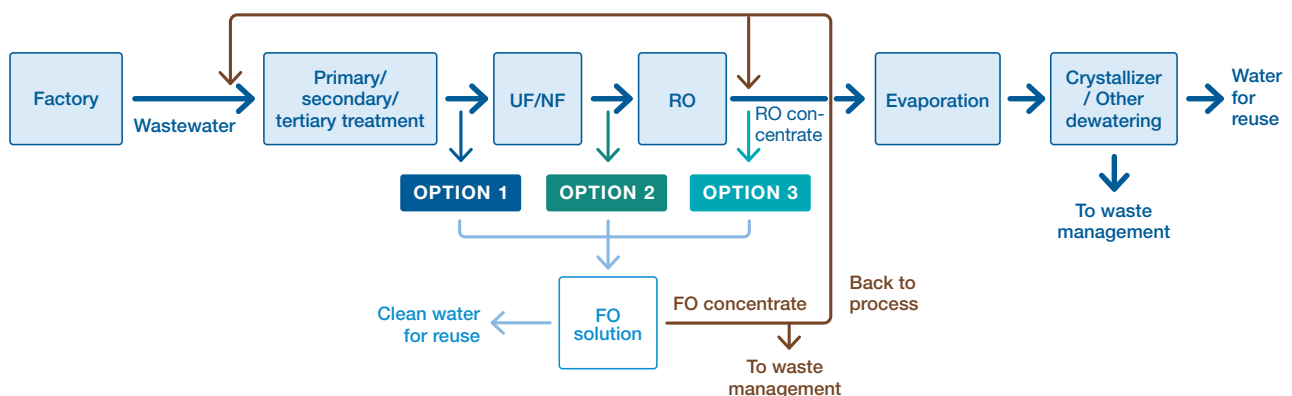 Factory
Wastewater
Primary/
secondary/
tertiary treatment
UF/NF
RO
RO con-
centrate
Evaporation
Crystallizer
/ Other
dewatering
Water
for
reuse
To waste
management
OPTION 1
OPTION 2
OPTION 3
Clean water
for reuse
FO
solution
FO concentrate
Back to
process
To waste
management